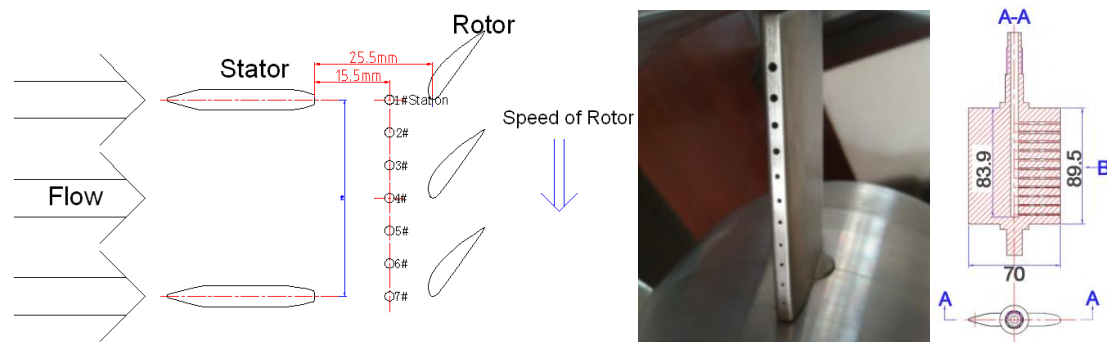 Rotor
25.5mm
Stator
15.5mm
1#Station
2#
3#
4#
5#
6#
7#
Flow
Speed of Rotor
A-A
83.9
89.5
B
70
A
A